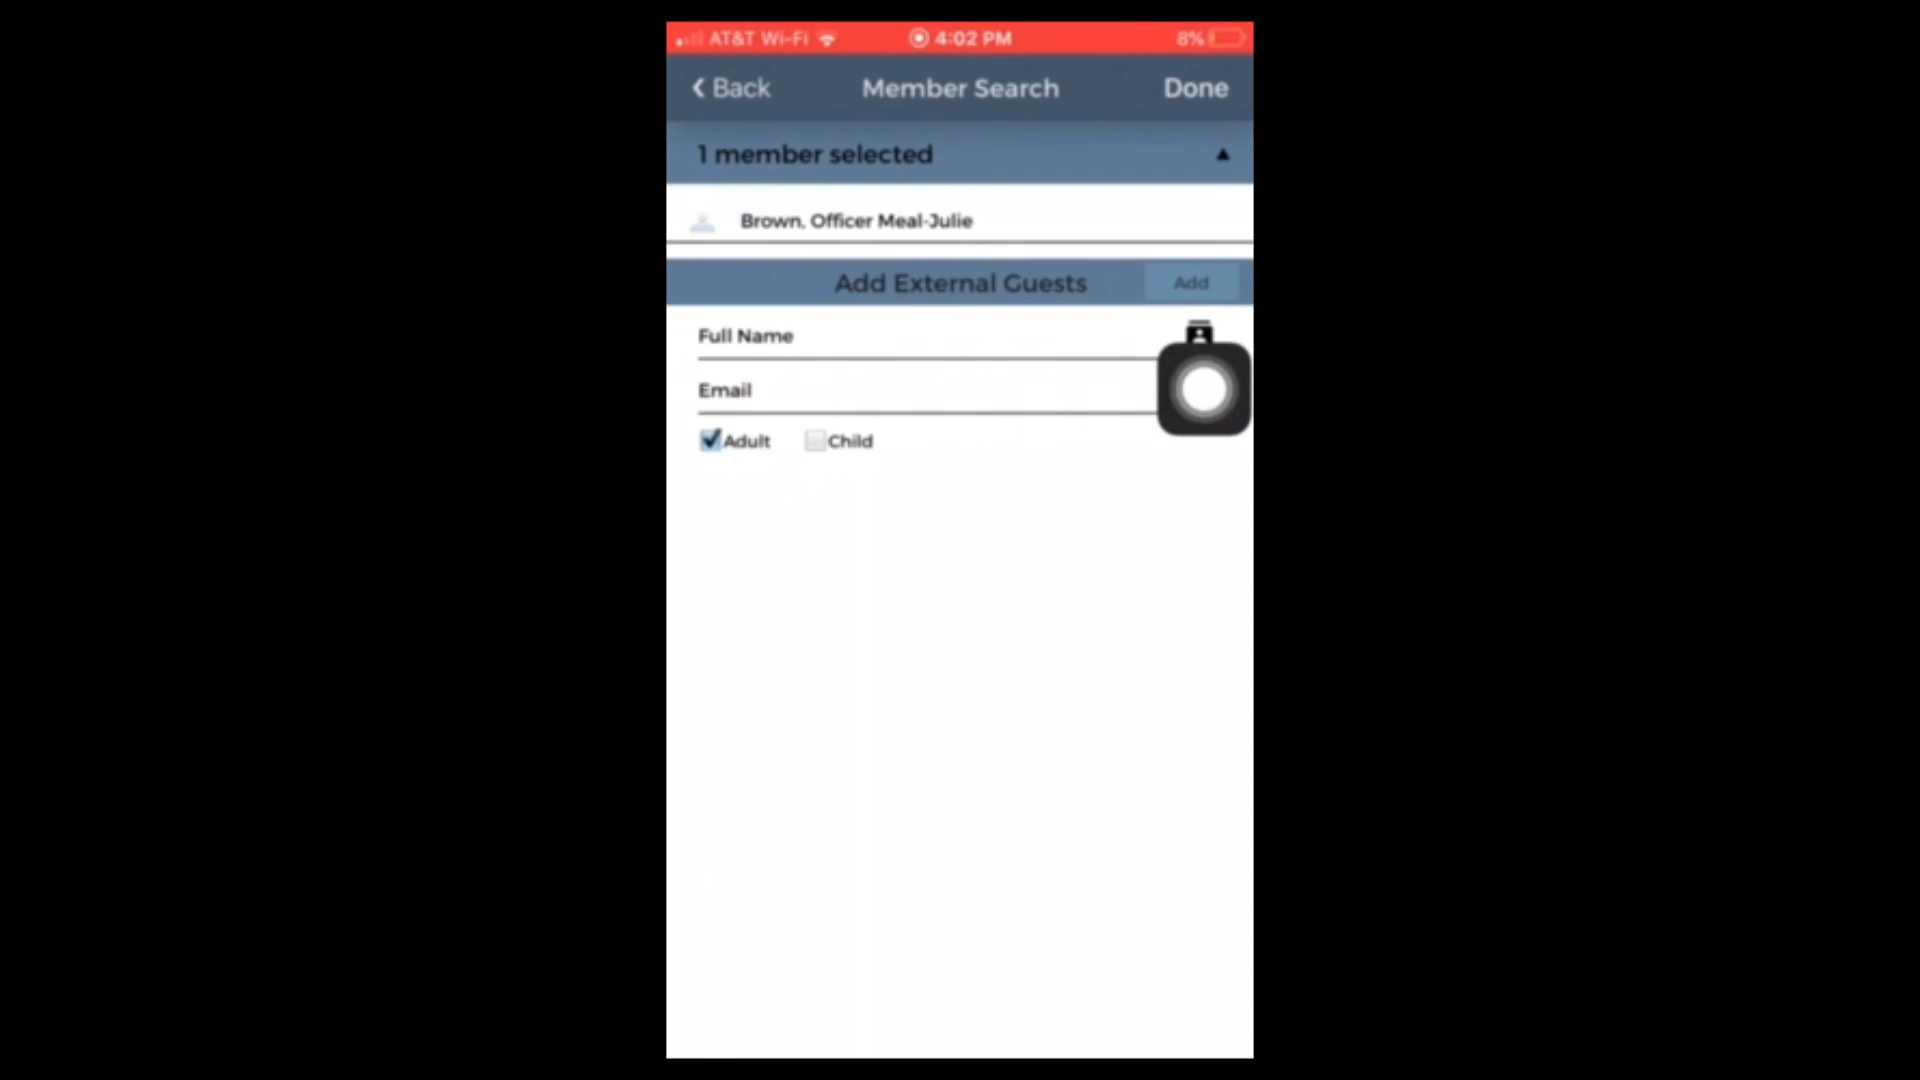 AT&T Wi-Fi 4:02 PM 8%
Back Member Search Done
1 member selected
Brown, Officer Meal-Julie
Add External Guests Add
Full Name
Email
Adult Child